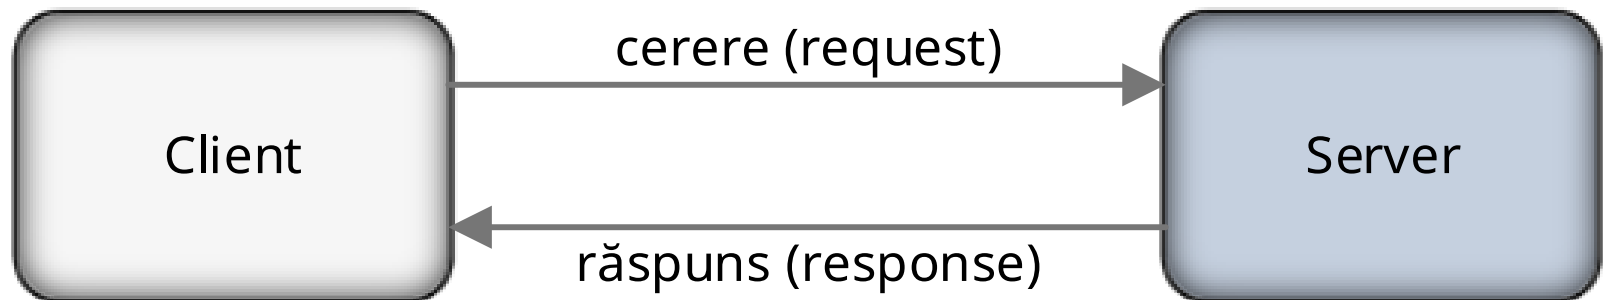 cerere (request)
Client
Server
răspuns (response)